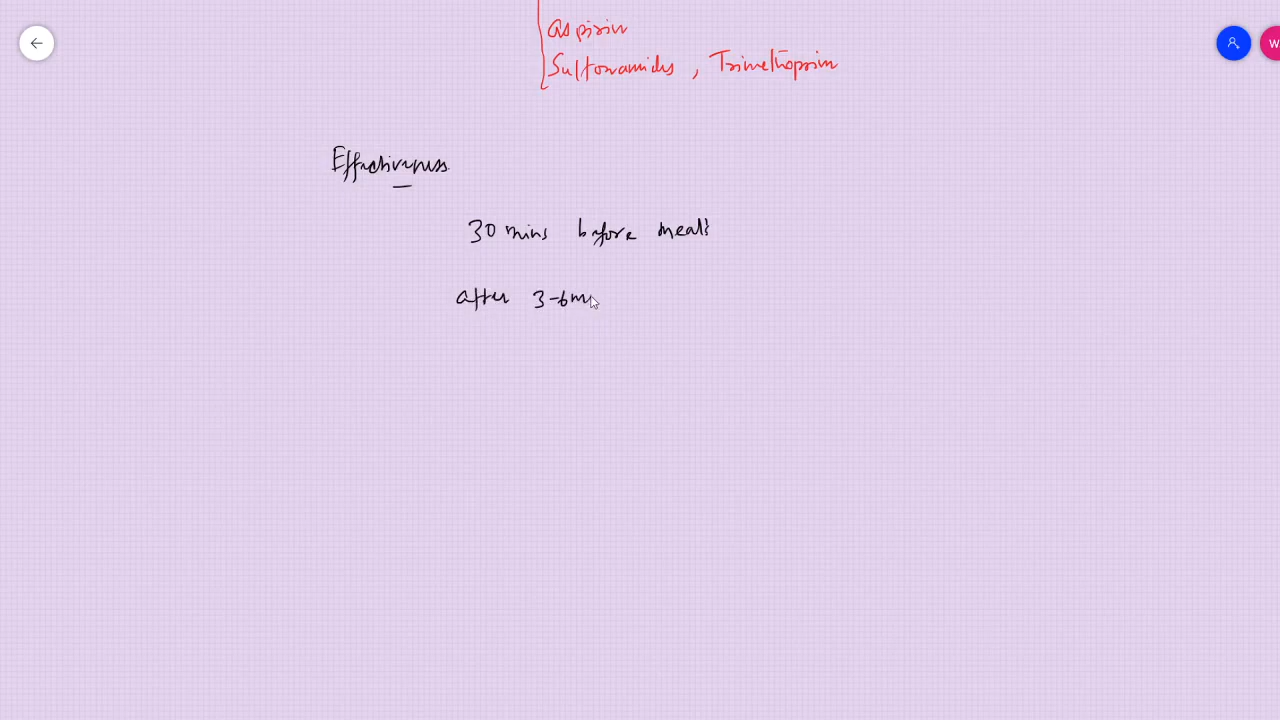 Aspirin
Sulfonamides , Trimethoprim
Effectiveness
30 mins before meals
after 3-6m
W